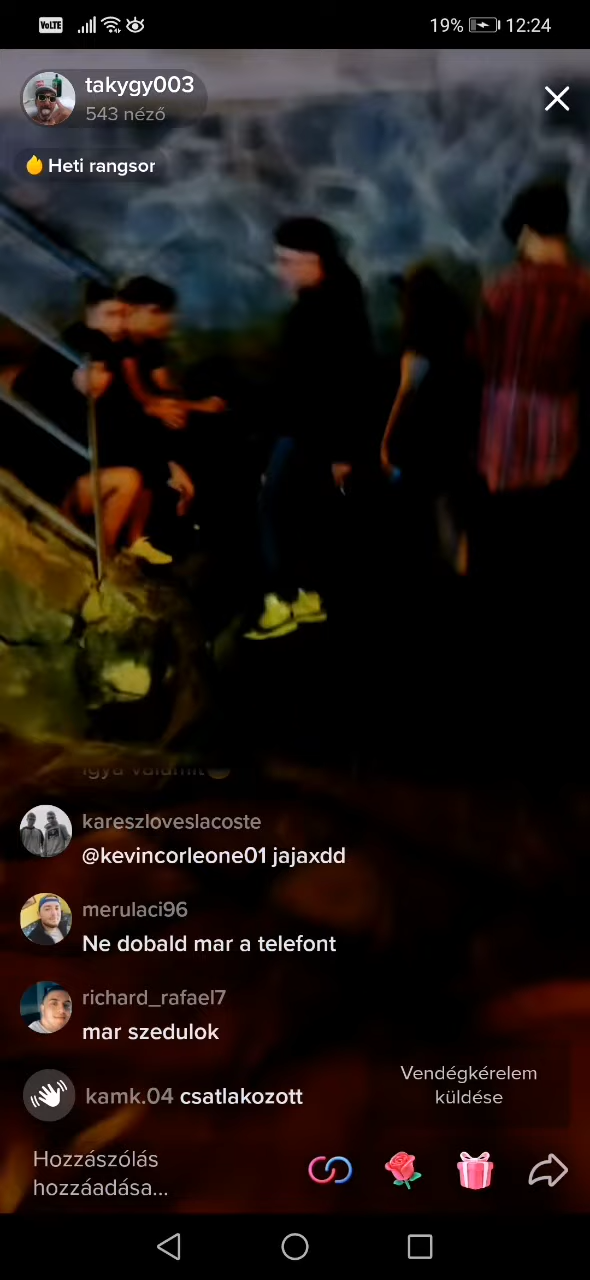 VoLTE
19% 12:24
takygy003
543 néző
Heti rangsor
kareszloveslacoste
@kevincorleone01 jajaxdd
merulaci96
Ne dobald mar a telefont
richard_rafael7
mar szedulok
kamk.04 csatlakozott
Vendégkérelem
küldése
Hozzászólás
hozzáadása...